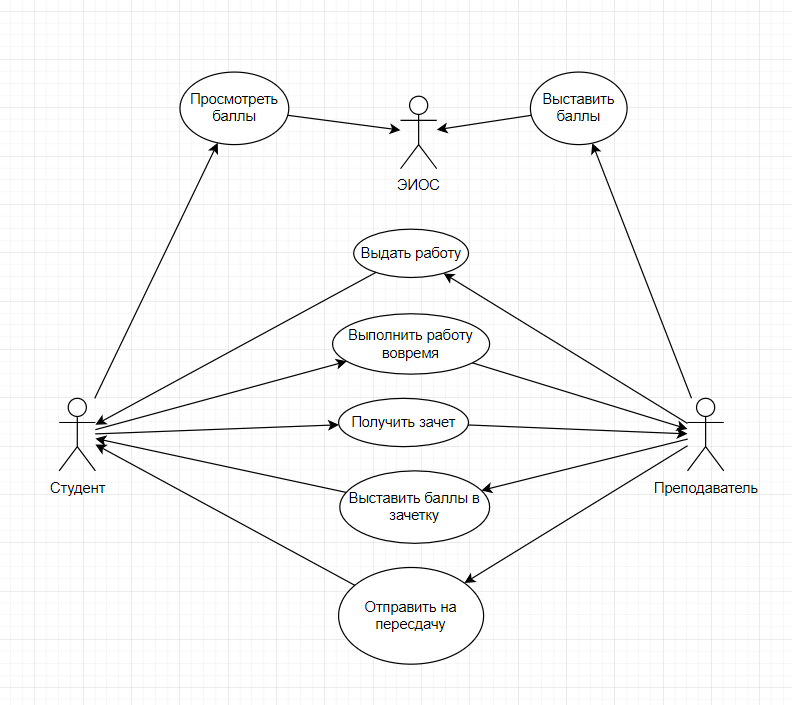 Просмотреть
баллы
Выставить
баллы
ЭИОС
Выдать работу
Выполнить работу
вовремя
Получить зачет
Студент
Преподаватель
Выставить баллы в
зачетку
Отправить на
пересдачу